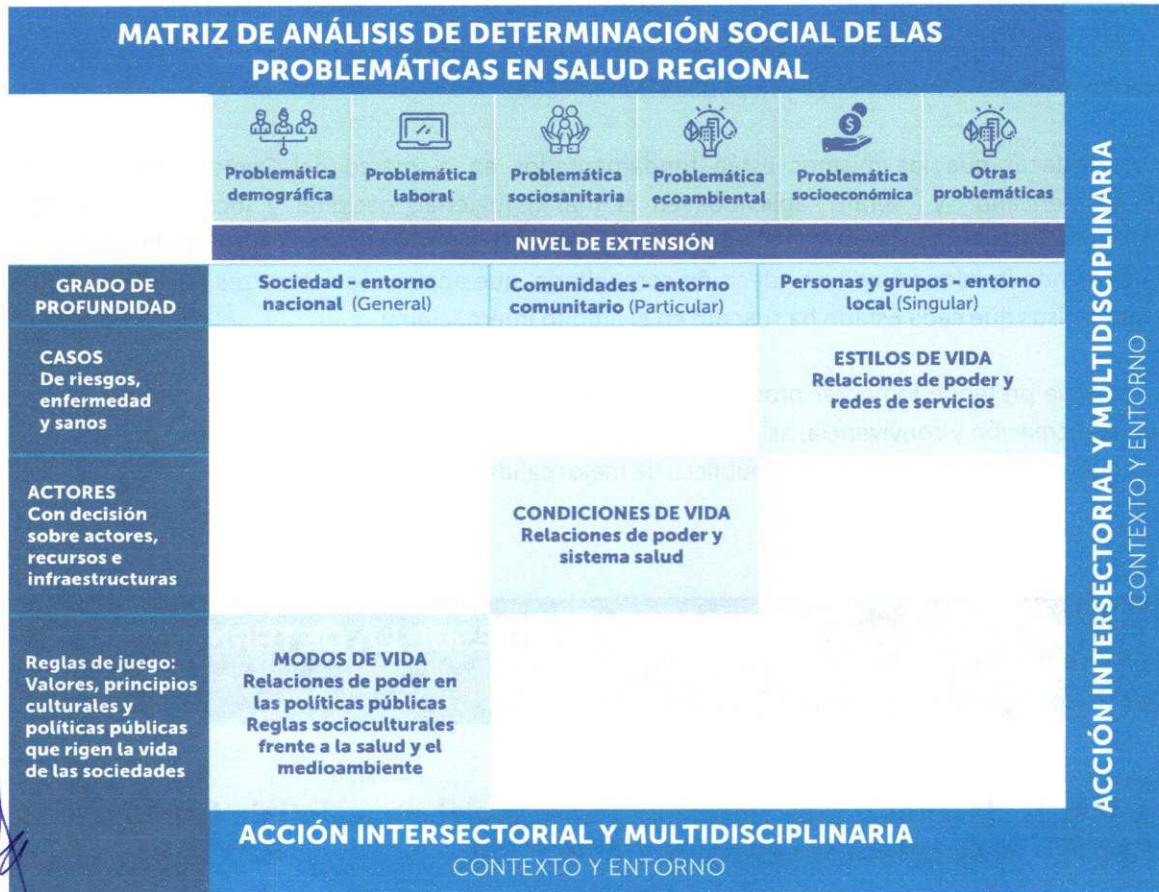 MATRIZ DE ANÁLISIS DE DETERMINACIÓN SOCIAL DE LAS
PROBLEMÁTICAS EN SALUD REGIONAL
Problemática
demográfica
Problemática
laboral
Problemática
sociosanitaria
Problemática
ecoambiental
Problemática
socioeconómica
Otras
problemáticas
NIVEL DE EXTENSIÓN
GRADO DE
PROFUNDIDAD
Sociedad - entorno
nacional (General)
Comunidades - entorno
comunitario (Particular)
Personas y grupos - entorno
local (Singular)
CASOS
De riesgos,
enfermedad
y sanos
ESTILOS DE VIDA
Relaciones de poder y
redes de servicios
ACTORES
Con decisión
sobre actores,
recursos e
infraestructuras
CONDICIONES DE VIDA
Relaciones de poder y
sistema salud
Reglas de juego:
Valores, principios
culturales y
políticas públicas
que rigen la vida
de las sociedades
MODOS DE VIDA
Relaciones de poder en
las políticas públicas
Reglas socioculturales
frente a la salud y el
medioambiente
ACCIÓN INTERSECTORIAL Y MULTIDISCIPLINARIA
CONTEXTO Y ENTORNO
ACCIÓN INTERSECTORIAL Y MULTIDISCIPLINARIA
CONTEXTO Y ENTORNO